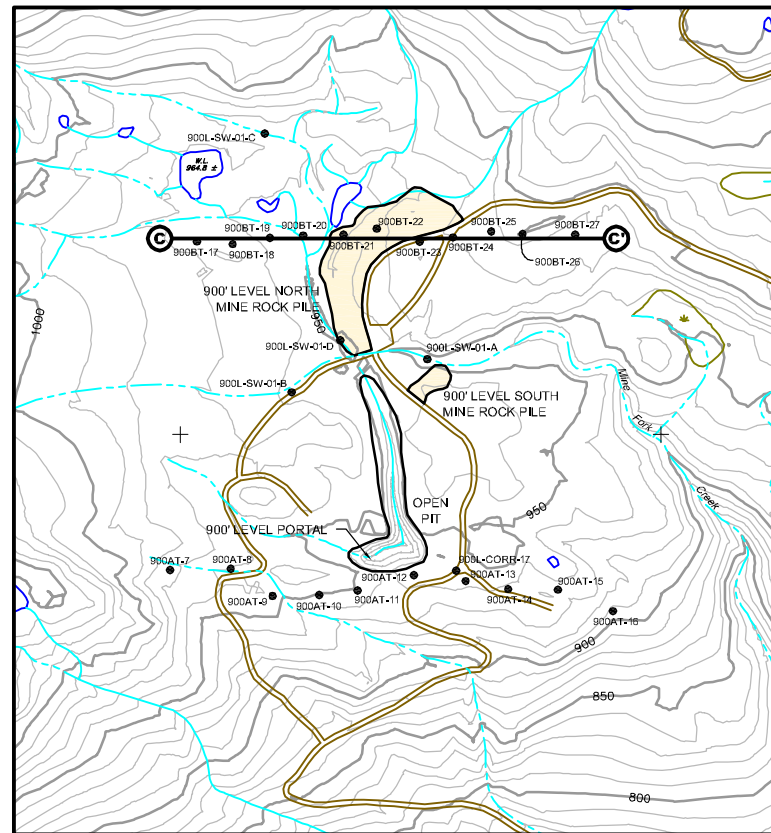 900L-SW-01-C
W.L.
964.8 ±
900BT-19
900BT-20
900BT-22
900BT-25
900BT-27
C
C'
900BT-17
900BT-18
900BT-21
900BT-23
900BT-24
900BT-26
900' LEVEL NORTH
MINE ROCK PILE
950
1000
900L-SW-01-D
900L-SW-01-A
900L-SW-01-B
900' LEVEL SOUTH
MINE ROCK PILE
Mine
Fork
Creek
OPEN
PIT
950
900' LEVEL PORTAL
900AT-7
900AT-8
900AT-12
900L-CORR-17
900AT-13
900AT-15
900AT-9
900AT-10
900AT-11
900AT-14
900AT-16
900
850
800